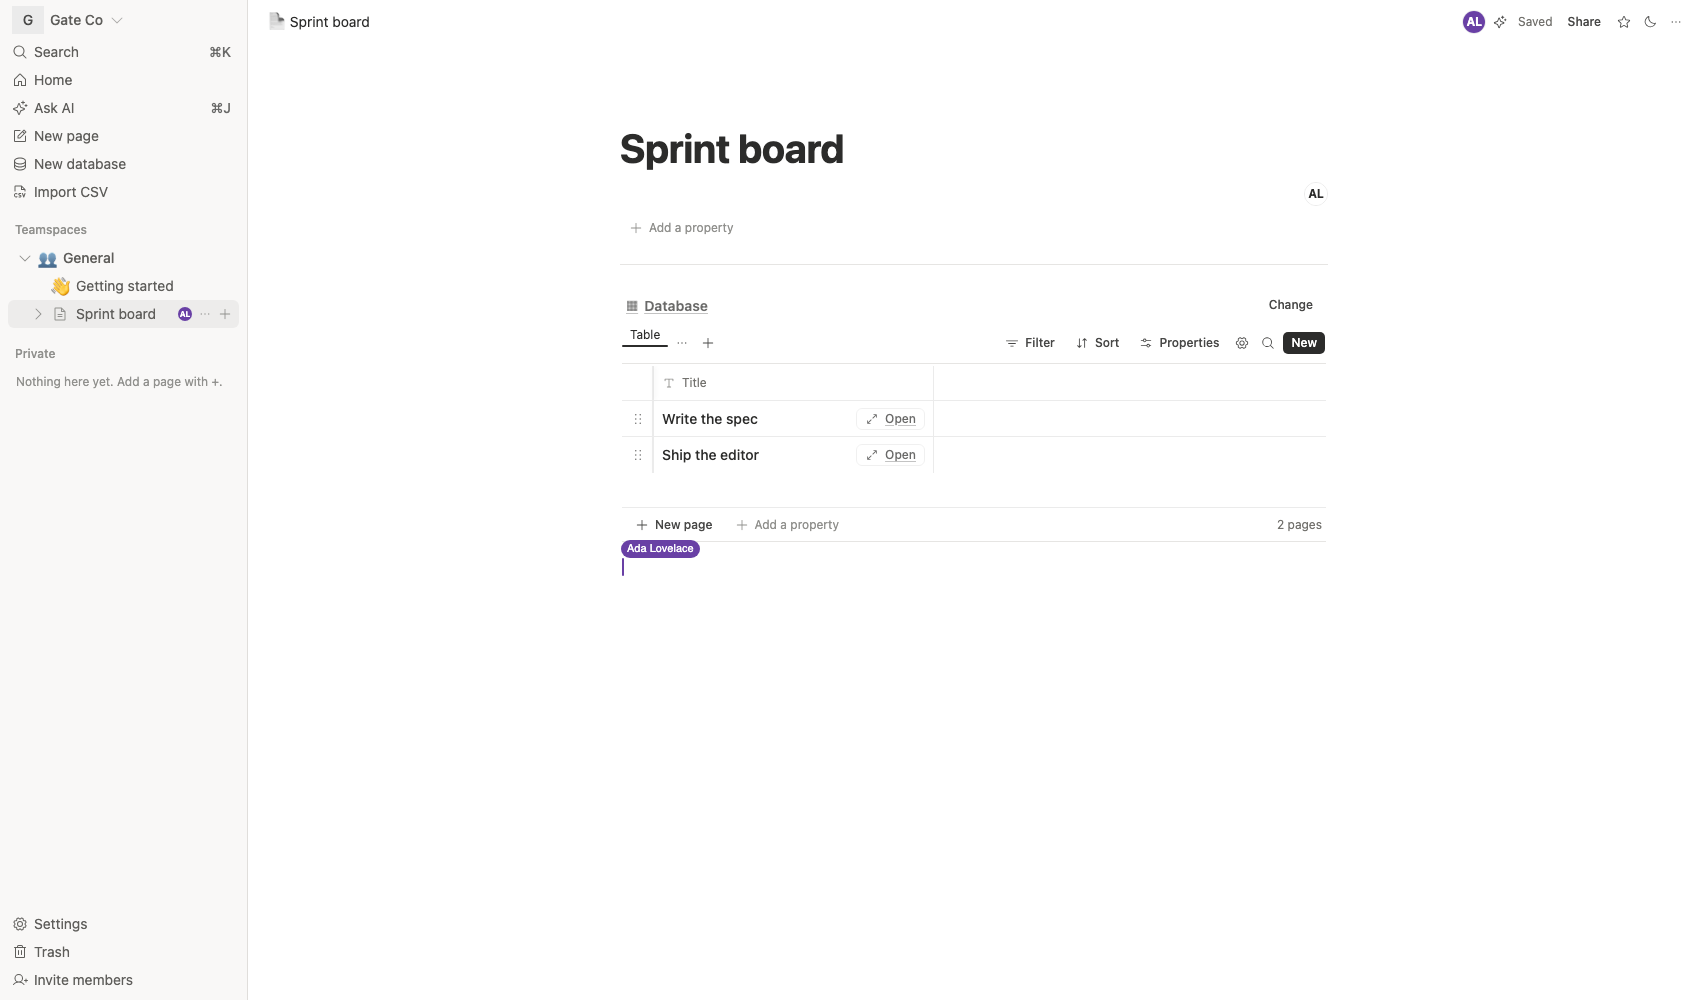 G Gate Co
Search ⌘K
Home
Ask AI ⌘J
New page
New database
Import CSV
Teamspaces
General
Getting started
Sprint board AL
Private
Nothing here yet. Add a page with +.
Settings
Trash
Invite members
Sprint board
AL Saved Share
Sprint board
AL
Add a property
Database Change
Table Filter Sort Properties New
Title
Write the spec Open
Ship the editor Open
New page Add a property 2 pages
Ada Lovelace